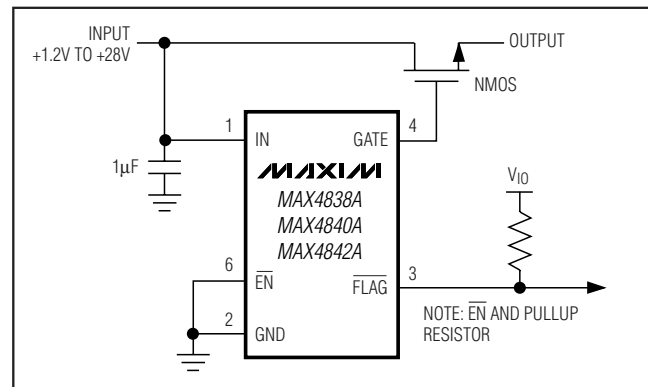 INPUT
+1.2V TO +28V
OUTPUT
NMOS
1
IN
GATE
4
1µF
MAXIM
MAX4838A
MAX4840A
MAX4842A
V_IO
6
EN
FLAG
3
2
GND
NOTE: EN AND PULLUP
RESISTOR